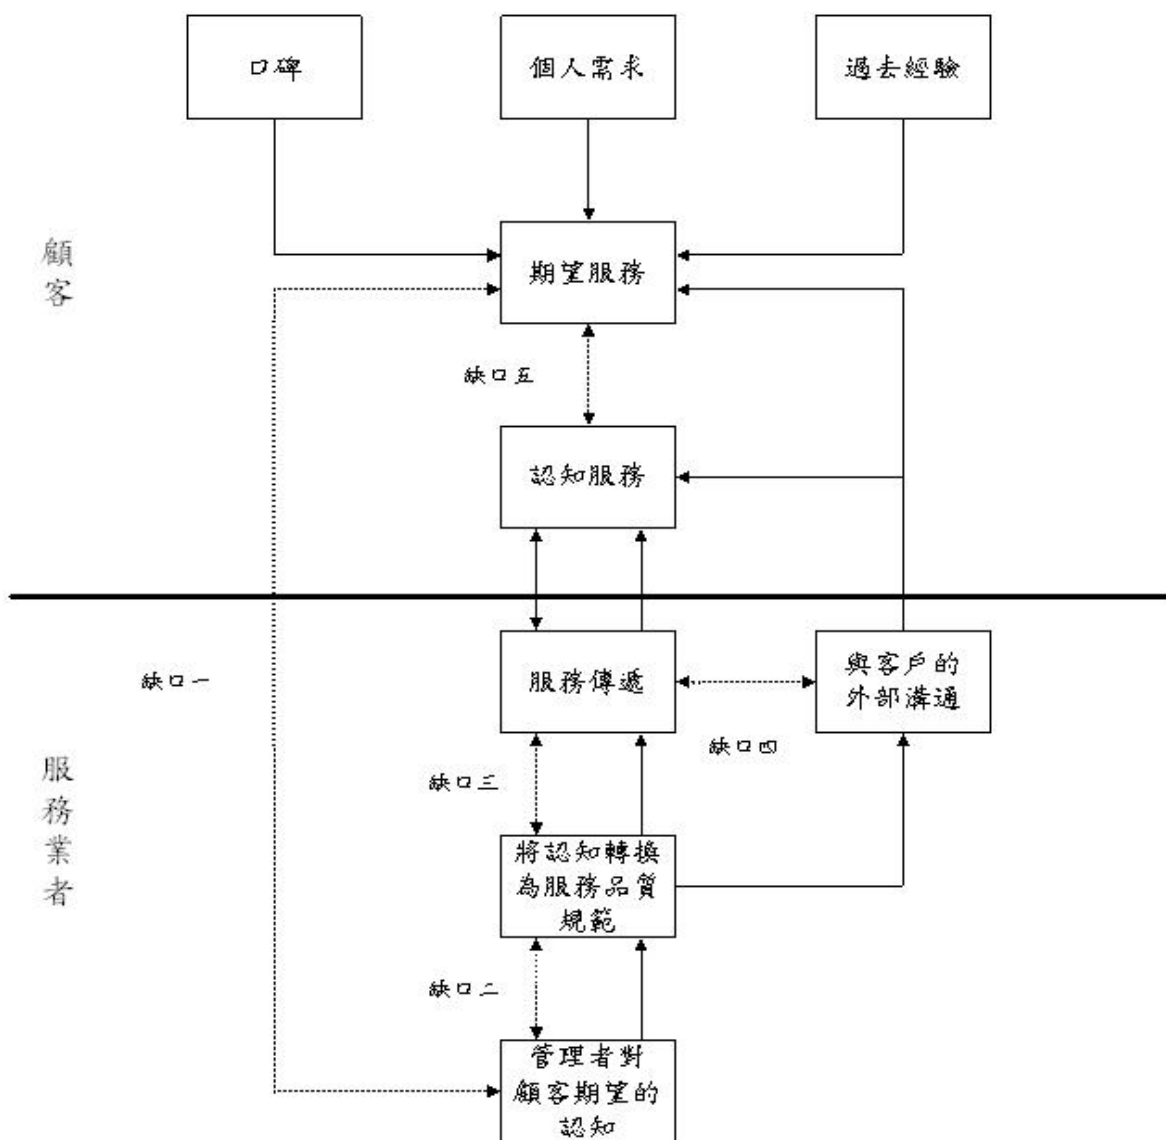 口碑
個人需求
過去經驗
顧客
期望服務
缺口五
認知服務
缺口一
服務傳遞
與客戶的
外部溝通
缺口四
服務業者
缺口三
將認知轉換
為服務品質
規範
缺口二
管理者對
顧客期望的
認知